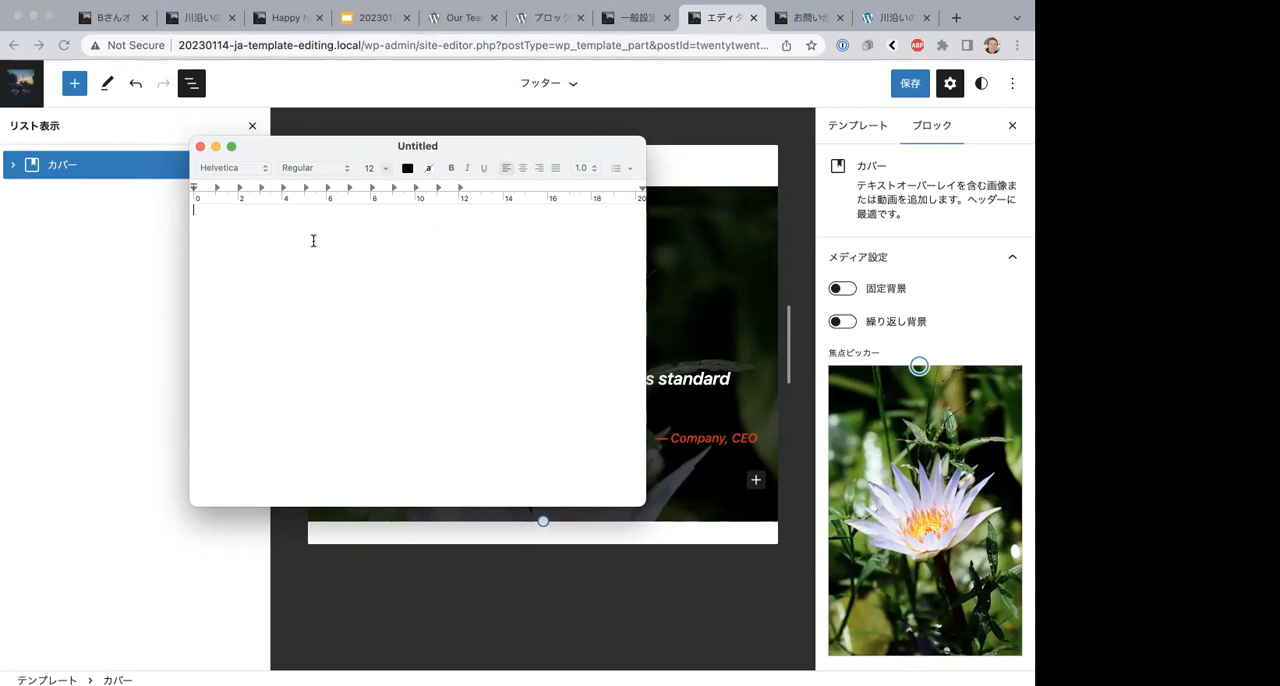 Bさんオ
川沿いの
Happy N
2023011
Our Tea
ブロック
一般設定
エディタ
お問い合
川沿いの
Not Secure
20230114-ja-template-editing.local/wp-admin/site-editor.php?postType=wp_template_part&postId=twentytwent...
ABP
フッター
保存
リスト表示
テンプレート
ブロック
カバー
Untitled
Helvetica
Regular
12
a
B
I
U
1.0
0 2 4 6 8 10 12 14 16 18 20
カバー
テキストオーバーレイを含む画像ま
たは動画を追加します。ヘッダーに
最適です。
メディア設定
固定背景
繰り返し背景
焦点ピッカー
s standard
— Company, CEO
テンプレート > カバー